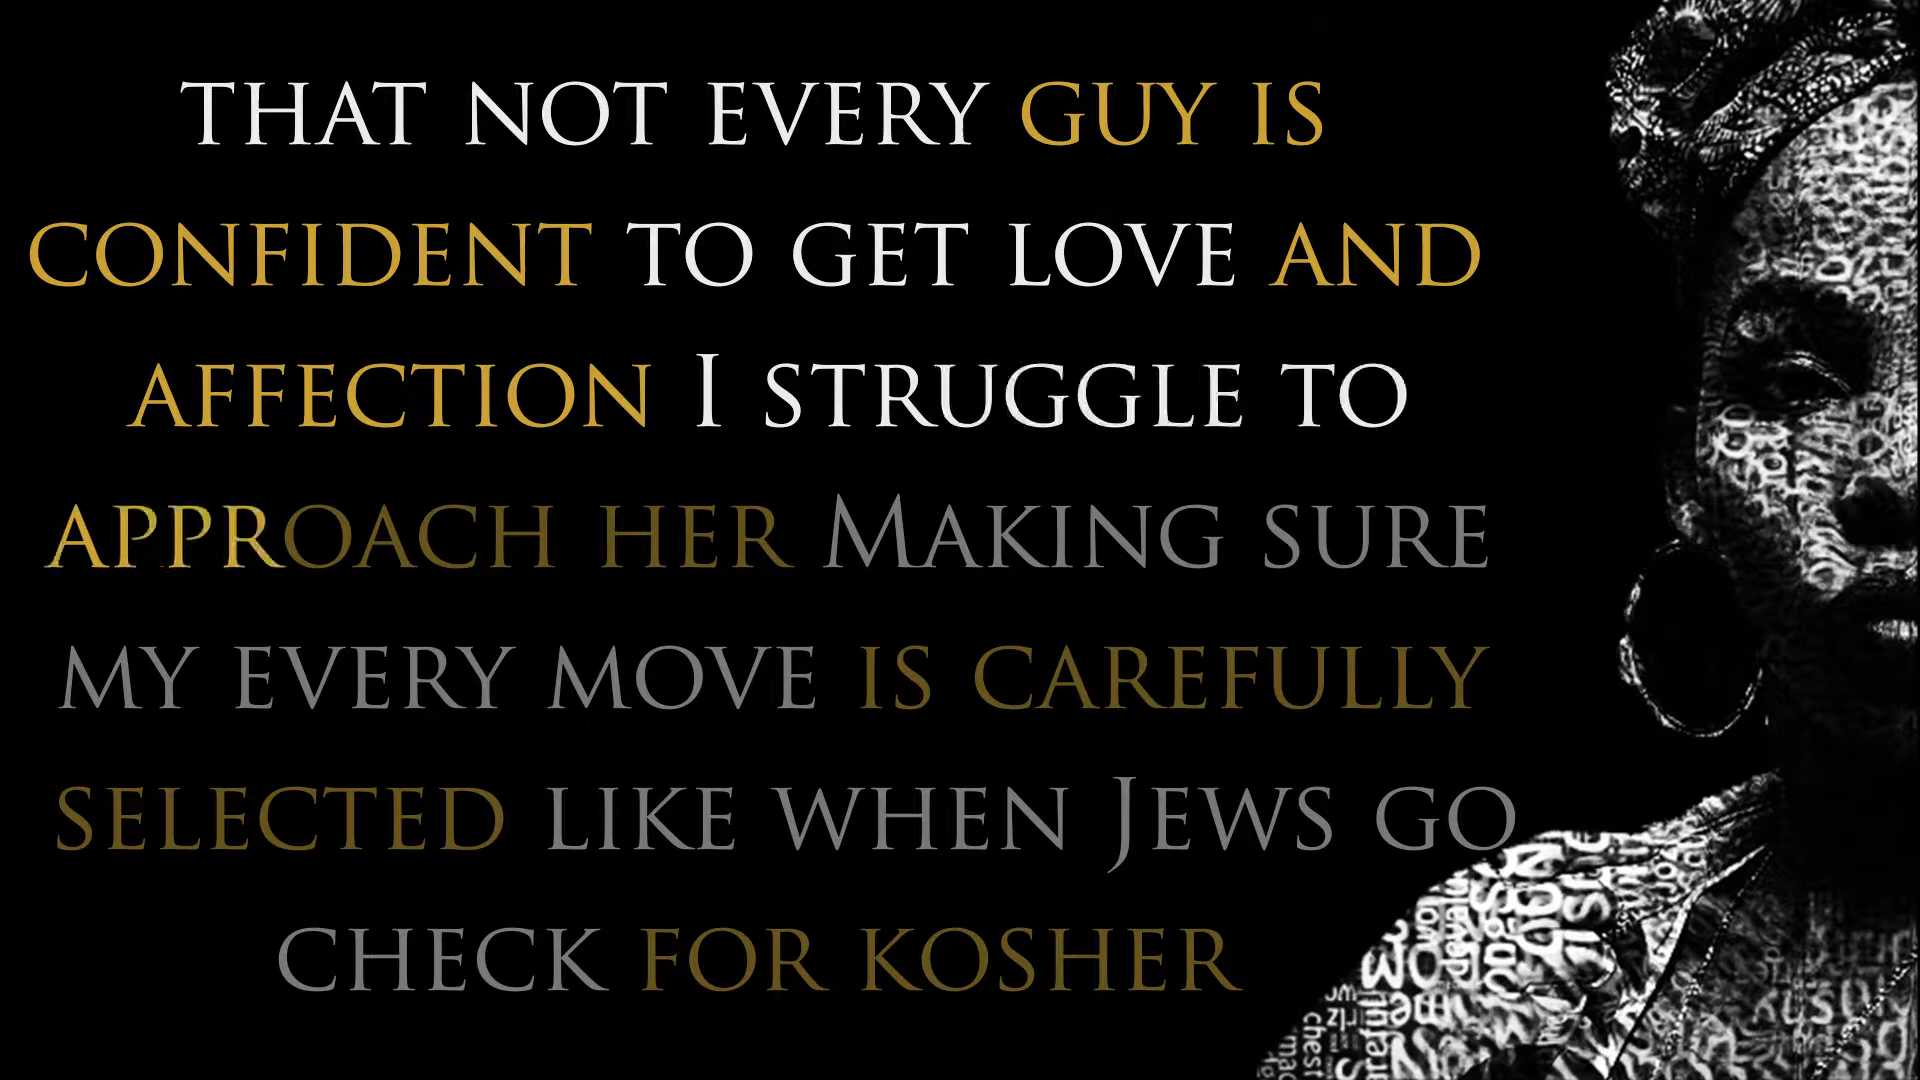 THAT NOT EVERY GUY IS
CONFIDENT TO GET LOVE AND
AFFECTION I STRUGGLE TO
APPROACH HER MAKING SURE
MY EVERY MOVE IS CAREFULLY
SELECTED LIKE WHEN JEWS GO
CHECK FOR KOSHER
chest